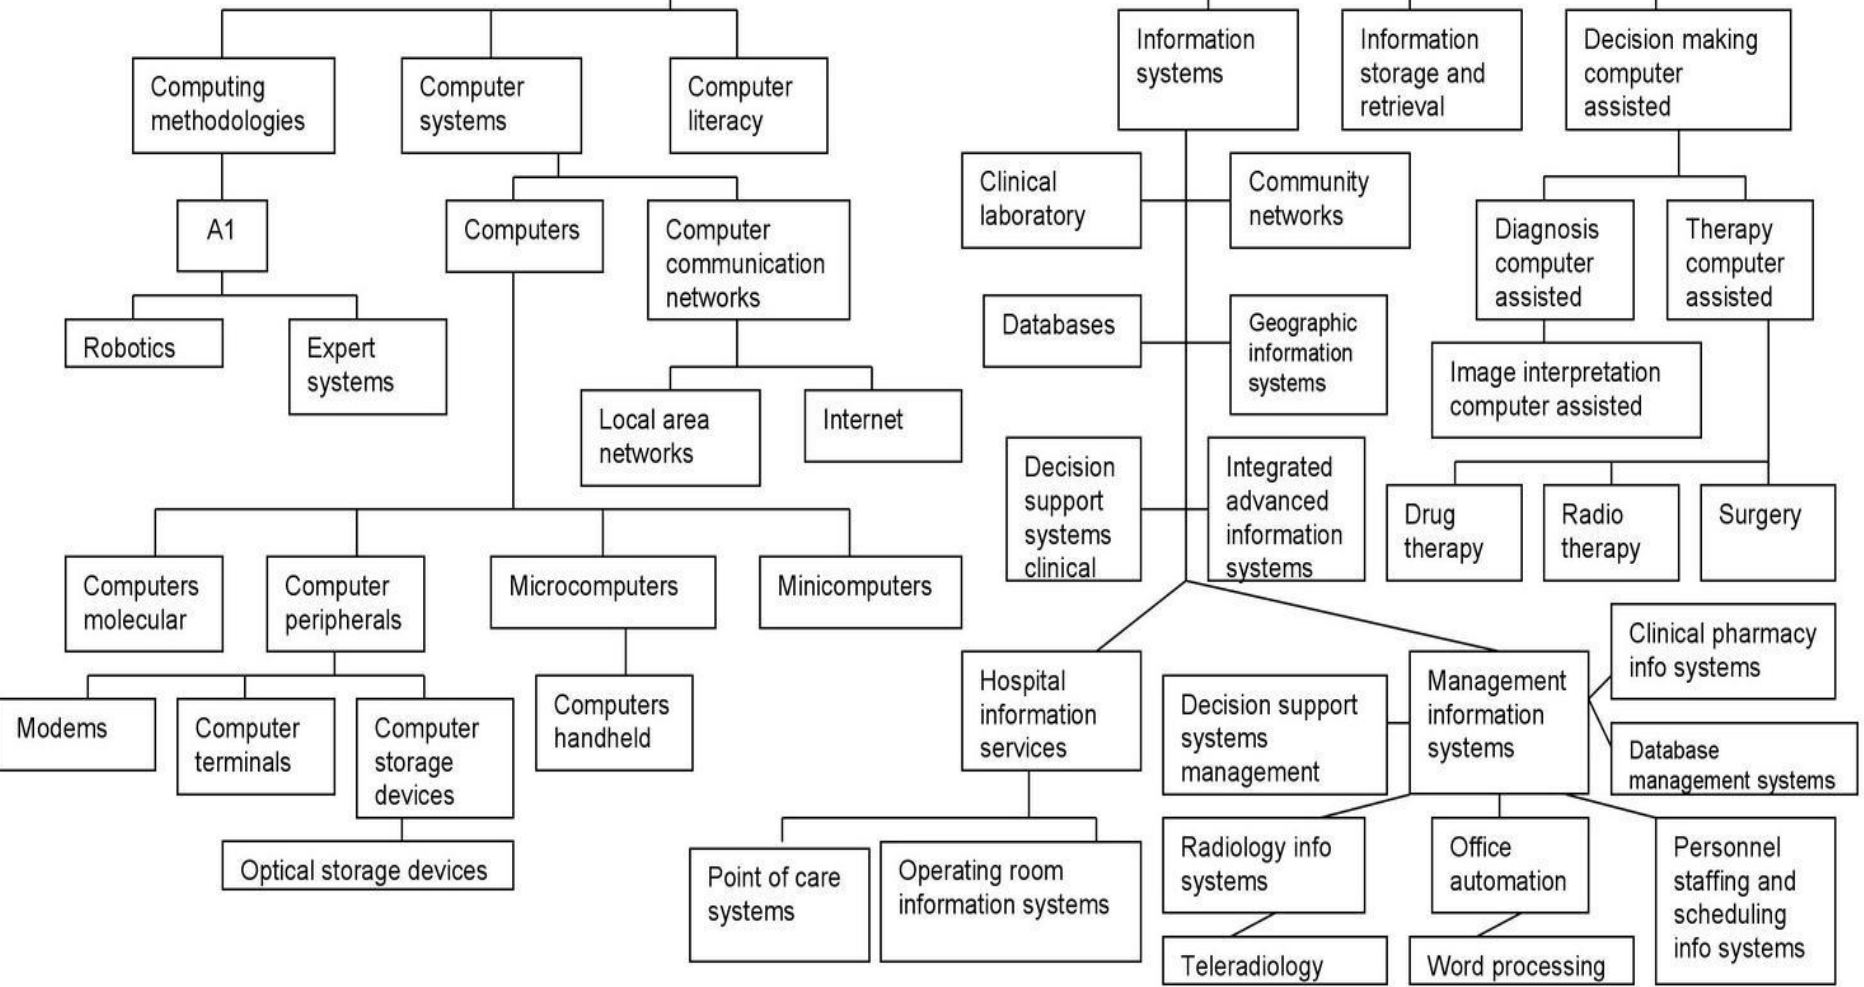 Computing
methodologies
Computer
systems
Computer
literacy
A1
Robotics
Expert
systems
Computers
Computer
communication
networks
Local area
networks
Internet
Computers
molecular
Computer
peripherals
Microcomputers
Minicomputers
Modems
Computer
terminals
Computer
storage
devices
Computers
handheld
Optical storage devices
Information
systems
Information
storage and
retrieval
Decision making
computer
assisted
Clinical
laboratory
Community
networks
Databases
Geographic
information
systems
Decision
support
systems
clinical
Integrated
advanced
information
systems
Diagnosis
computer
assisted
Therapy
computer
assisted
Image interpretation
computer assisted
Drug
therapy
Radio
therapy
Surgery
Hospital
information
services
Decision support
systems
management
Management
information
systems
Clinical pharmacy
info systems
Database
management systems
Point of care
systems
Operating room
information systems
Radiology info
systems
Office
automation
Personnel
staffing and
scheduling
info systems
Teleradiology
Word processing